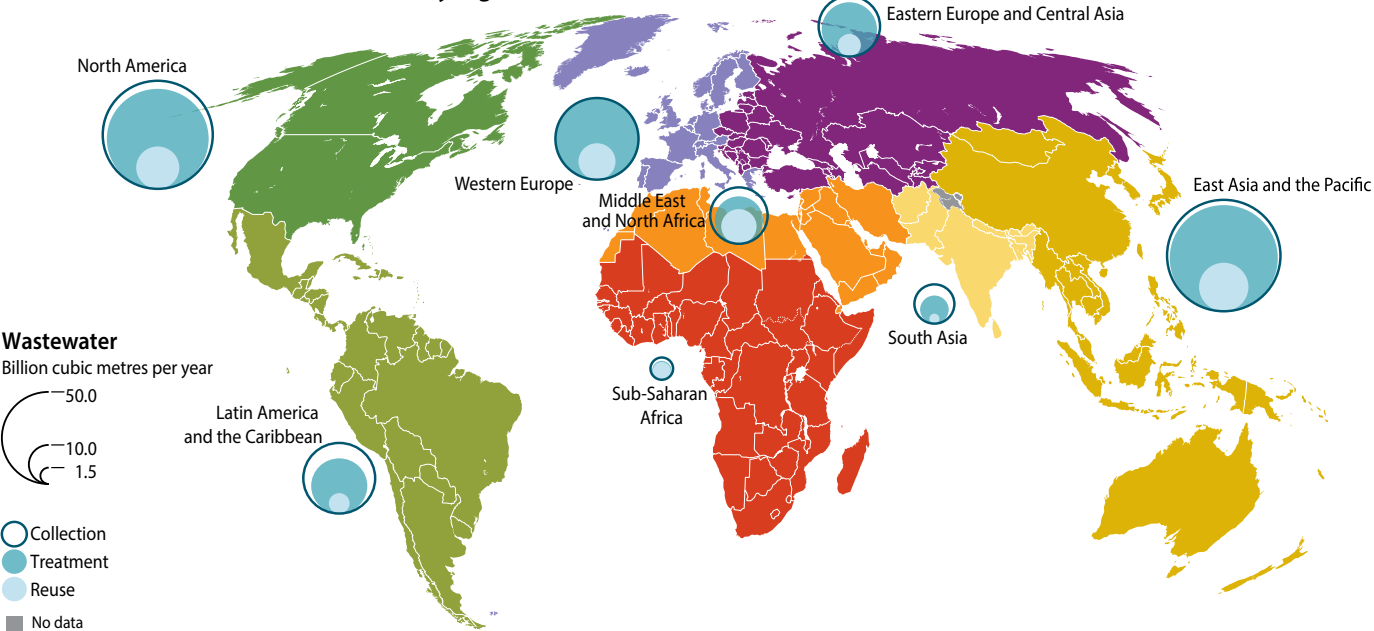 Eastern Europe and Central Asia
North America
Western Europe
Middle East
and North Africa
East Asia and the Pacific
South Asia
Sub-Saharan
Africa
Latin America
and the Caribbean
Wastewater
Billion cubic metres per year
50.0
10.0
1.5
Collection
Treatment
Reuse
No data